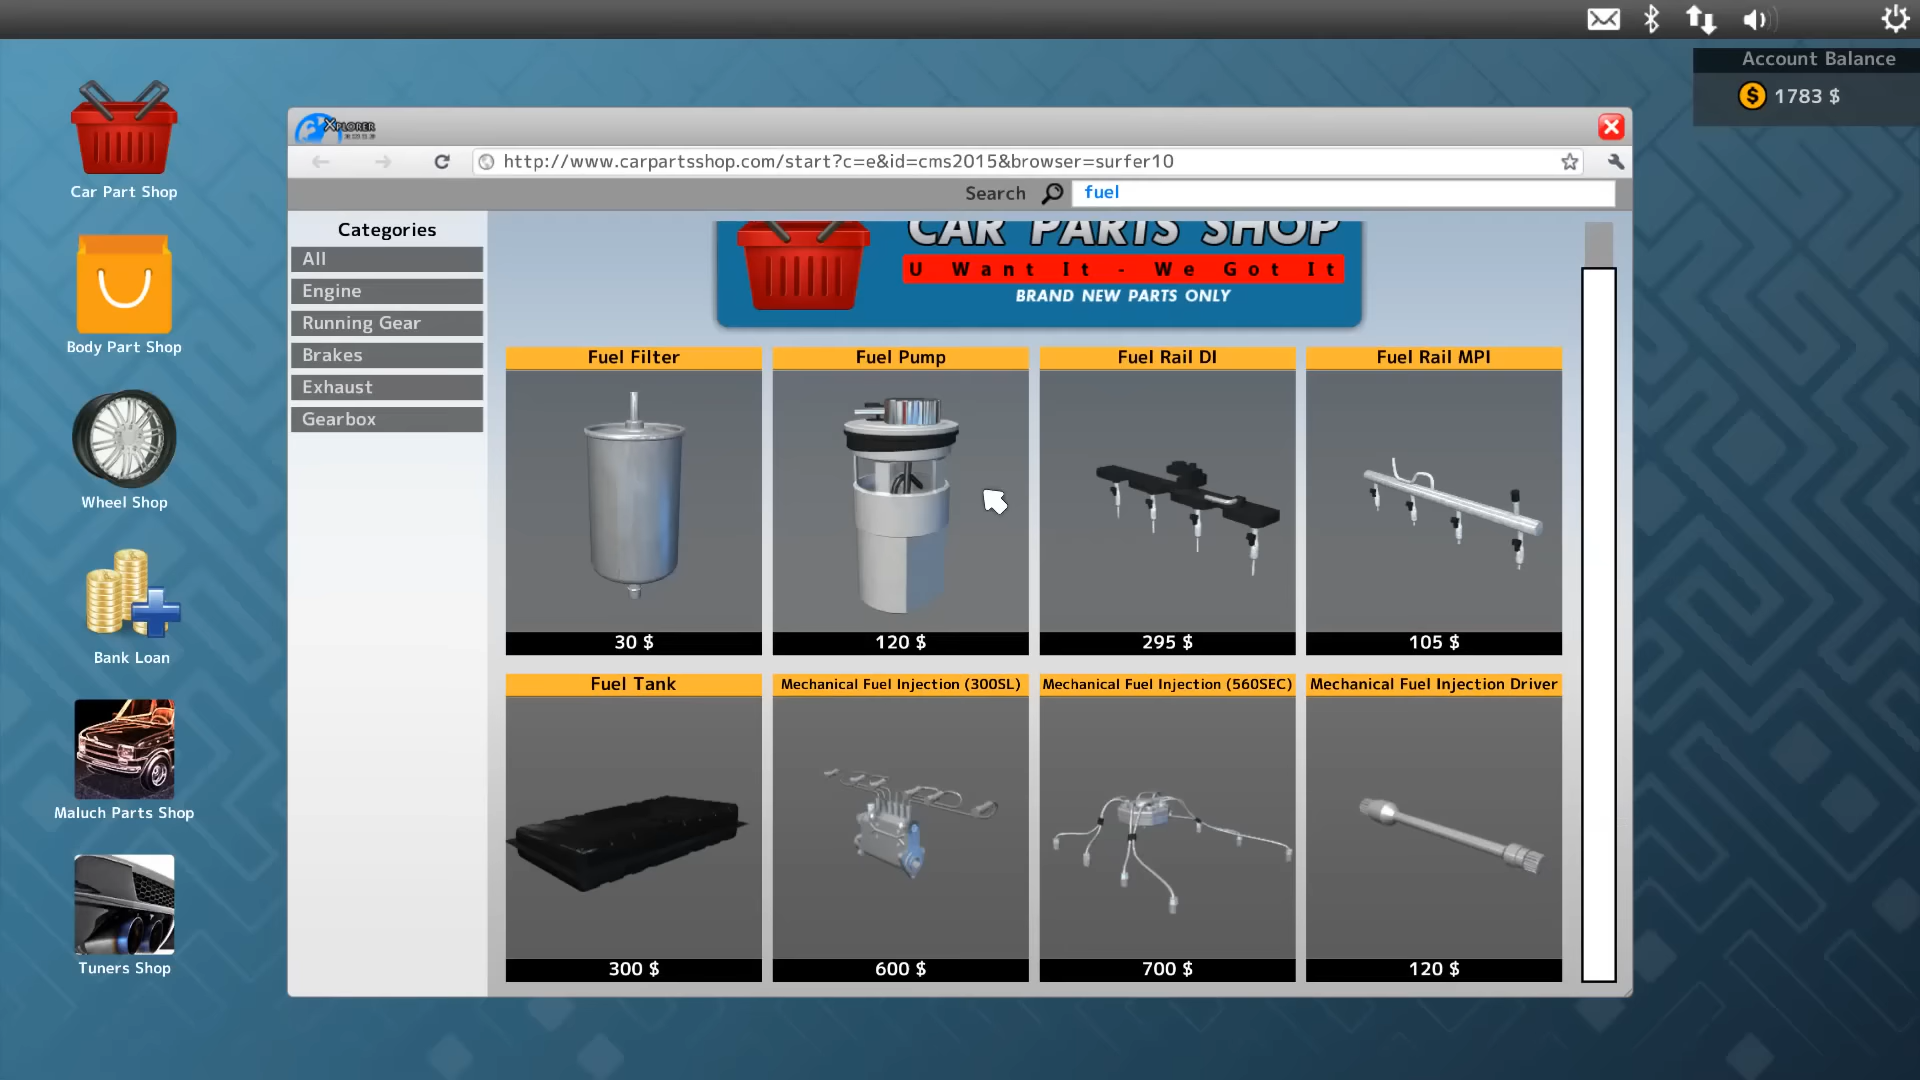 Account Balance
$ 1783 $
Car Part Shop
Body Part Shop
Wheel Shop
Bank Loan
Maluch Parts Shop
Tuners Shop
XPLORER
http://www.carpartsshop.com/start?c=e&id=cms2015&browser=surfer10
Search fuel
Categories
All
Engine
Running Gear
Brakes
Exhaust
Gearbox
CAR PARTS SHOP
U Want It - We Got It
BRAND NEW PARTS ONLY
Fuel Filter
30 $
Fuel Pump
120 $
Fuel Rail DI
295 $
Fuel Rail MPI
105 $
Fuel Tank
300 $
Mechanical Fuel Injection (300SL)
600 $
Mechanical Fuel Injection (560SEC)
700 $
Mechanical Fuel Injection Driver
120 $